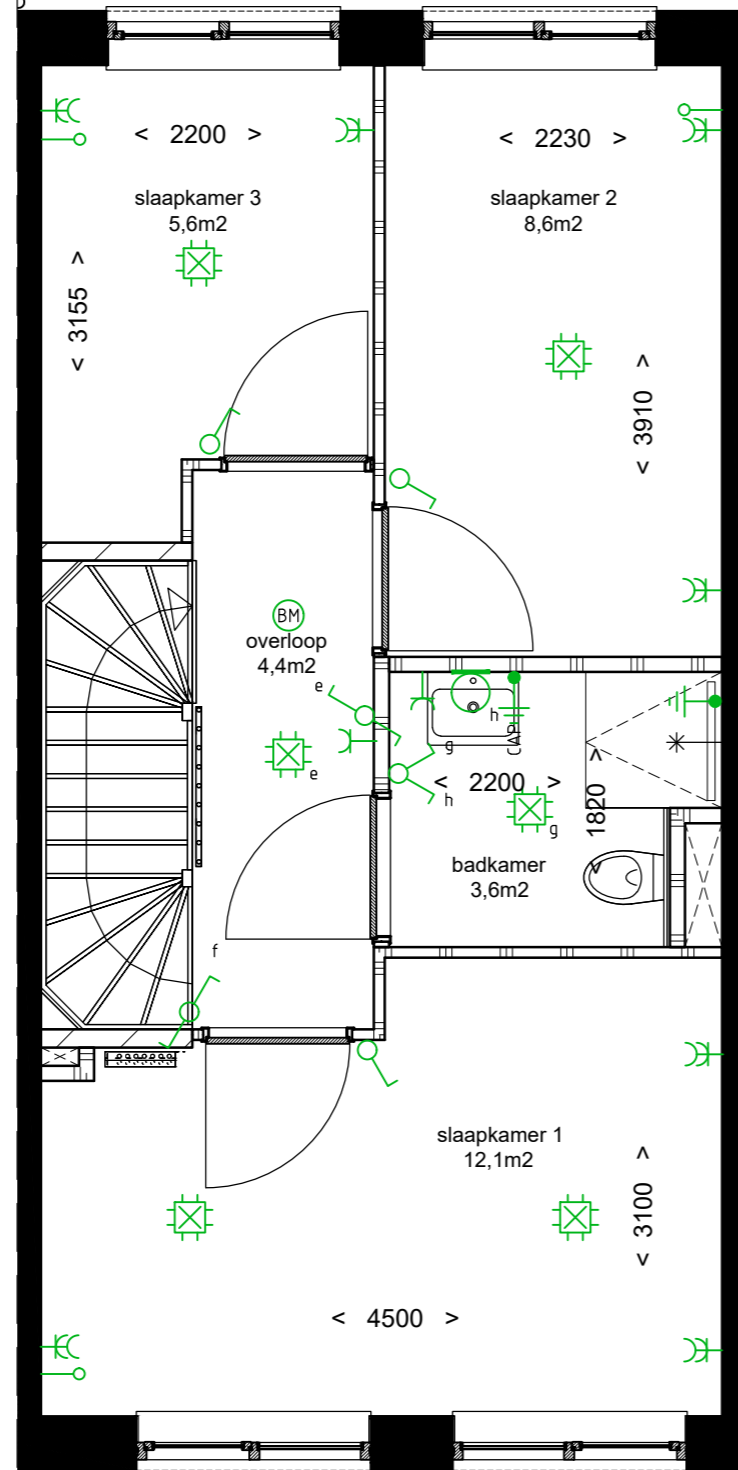 < 2200 >
< 2230 >
slaapkamer 3
5,6m2
slaapkamer 2
8,6m2
< 3155 >
< 3910 >
BM
overloop
4,4m2
e
h
CAP
g
e
h
< 2200 >
< 1820 >
g
badkamer
3,6m2
f
slaapkamer 1
12,1m2
< 3100 >
< 4500 >